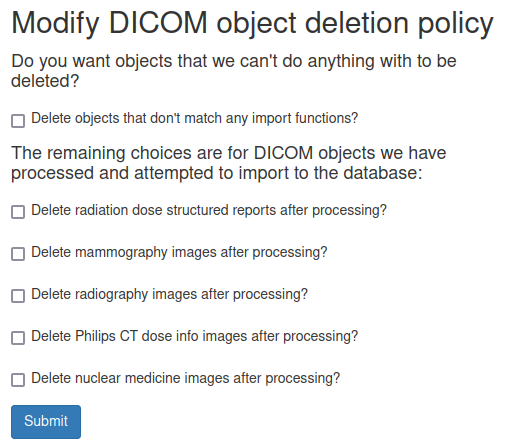 Modify DICOM object deletion policy
Do you want objects that we can't do anything with to be
deleted?
Delete objects that don't match any import functions?
The remaining choices are for DICOM objects we have
processed and attempted to import to the database:
Delete radiation dose structured reports after processing?
Delete mammography images after processing?
Delete radiography images after processing?
Delete Philips CT dose info images after processing?
Delete nuclear medicine images after processing?
Submit